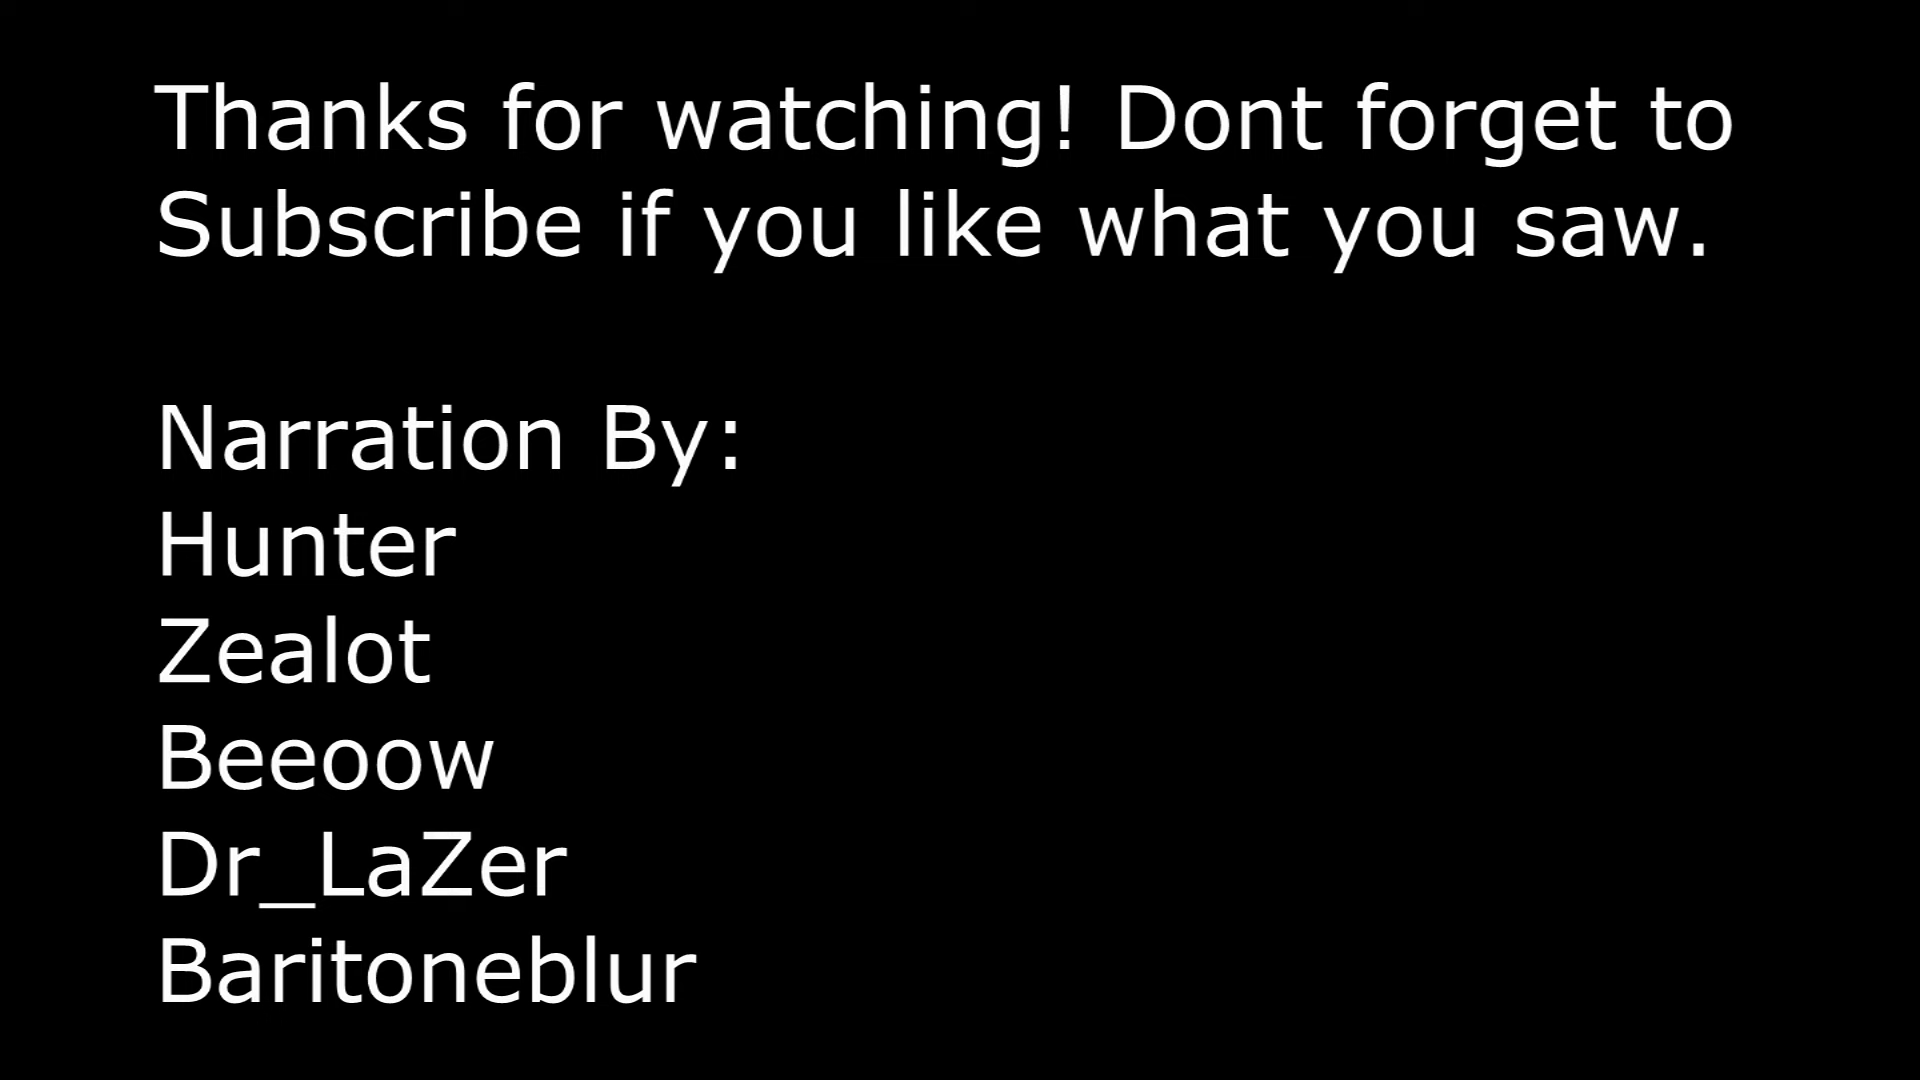 Thanks for watching! Dont forget to
Subscribe if you like what you saw.
Narration By:
Hunter
Zealot
Beeoow
Dr_LaZer
Baritoneblur